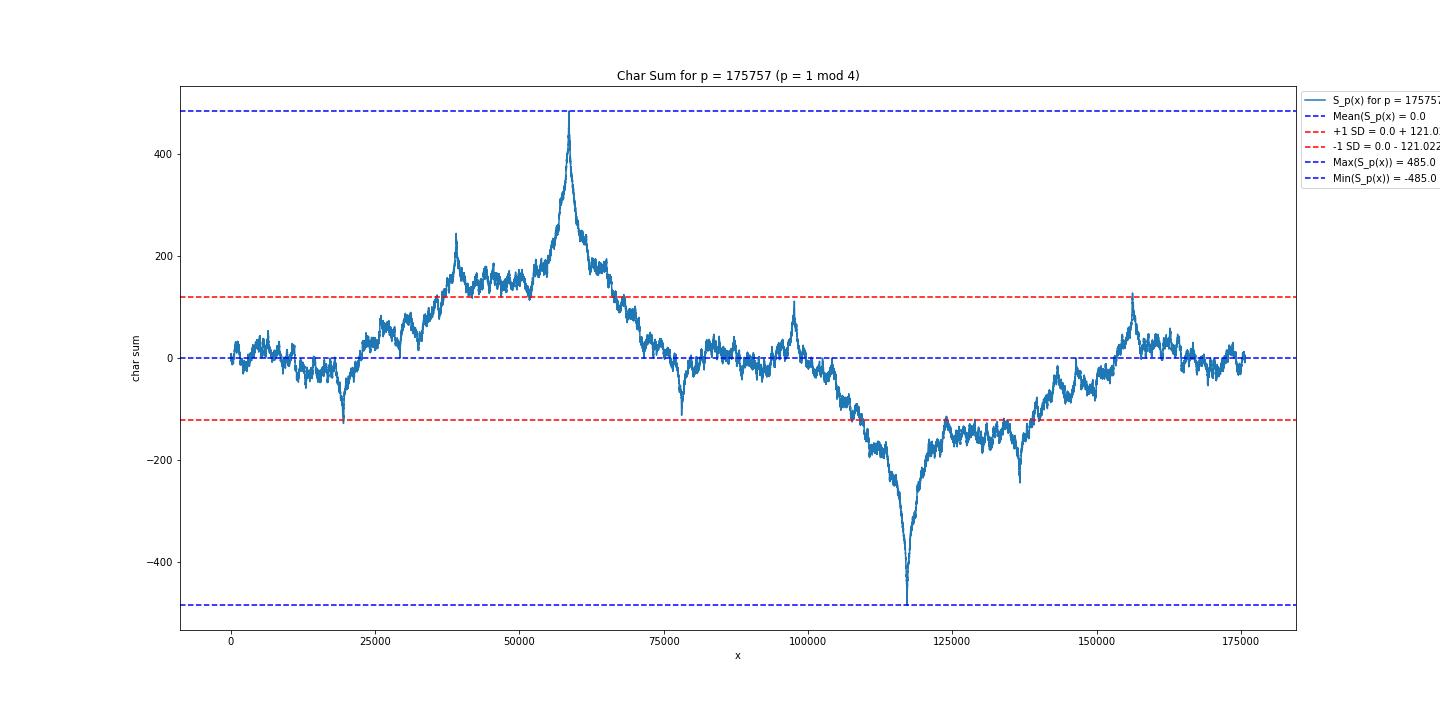 Char Sum for p = 175757 (p = 1 mod 4)
S_p(x) for p = 175757
Mean(S_p(x) = 0.0
+1 SD = 0.0 + 121.0
-1 SD = 0.0 - 121.022
Max(S_p(x)) = 485.0
Min(S_p(x)) = -485.0
400
200
0
−200
−400
char sum
0
25000
50000
75000
100000
125000
150000
175000
x